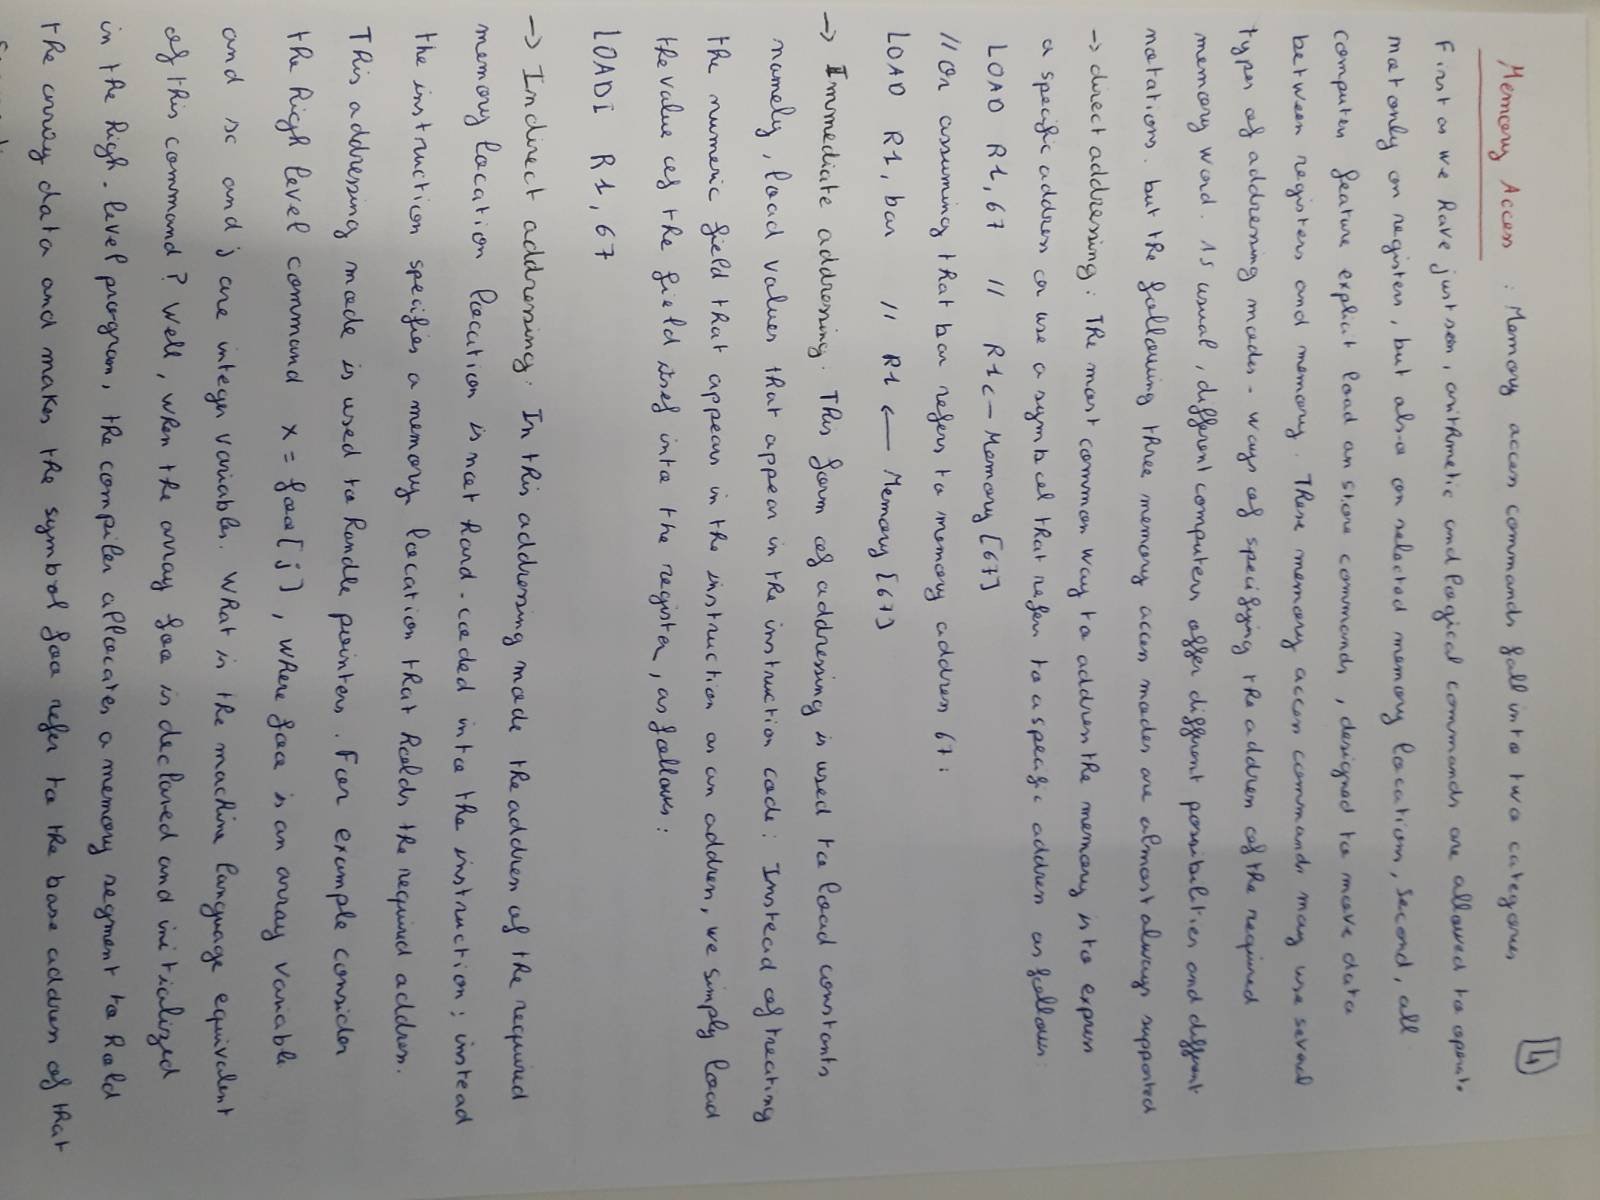 4
Memory Access : Memory access commands fall into two categories
First as we have just seen, arithmetic and logical commands are allowed to operate
not only on registers, but also on selected memory locations, second, all
computer feature explicit load an store commands, designed to move data
between registers and memory. These memory access commands may use several
types of addressing modes - ways of specifying the address of the required
memory word. As usual, different computers offer different possibilities and different
notations. but the following three memory access modes are almost always supported
-> direct addressing : The most common way to address the memory is to express
a specific address or use a symbol that refer to a specific address as follows:
LOAD R1, 67 // R1 <- Memory [67]
// Or assuming that bar refers to memory address 67 :
LOAD R1, bar // R1 <- Memory [67]
-> Immediate addressing : This form of addressing is used to load constants
namely, load values that appear in the instruction code : Instead of treating
the numeric field that appears in the instruction as an address, we simply load
the value of the field itself into the register, as follows :
LOADI R1, 67
-> Indirect addressing : In this addressing mode the address of the required
memory location location is not hard-coded into the instruction ; instead
the instruction specifies a memory location that holds the required address.
This addressing mode is used to handle pointers. For example consider
the high level command x = foo[j], where foo is an array variable
and x and j are integer variables. What is the machine language equivalent
of this command ? Well, when the array foo is declared and initialized
in the high-level program, the compiler allocates a memory segment to hold
the array data and makes the symbol foo refer to the base address of that